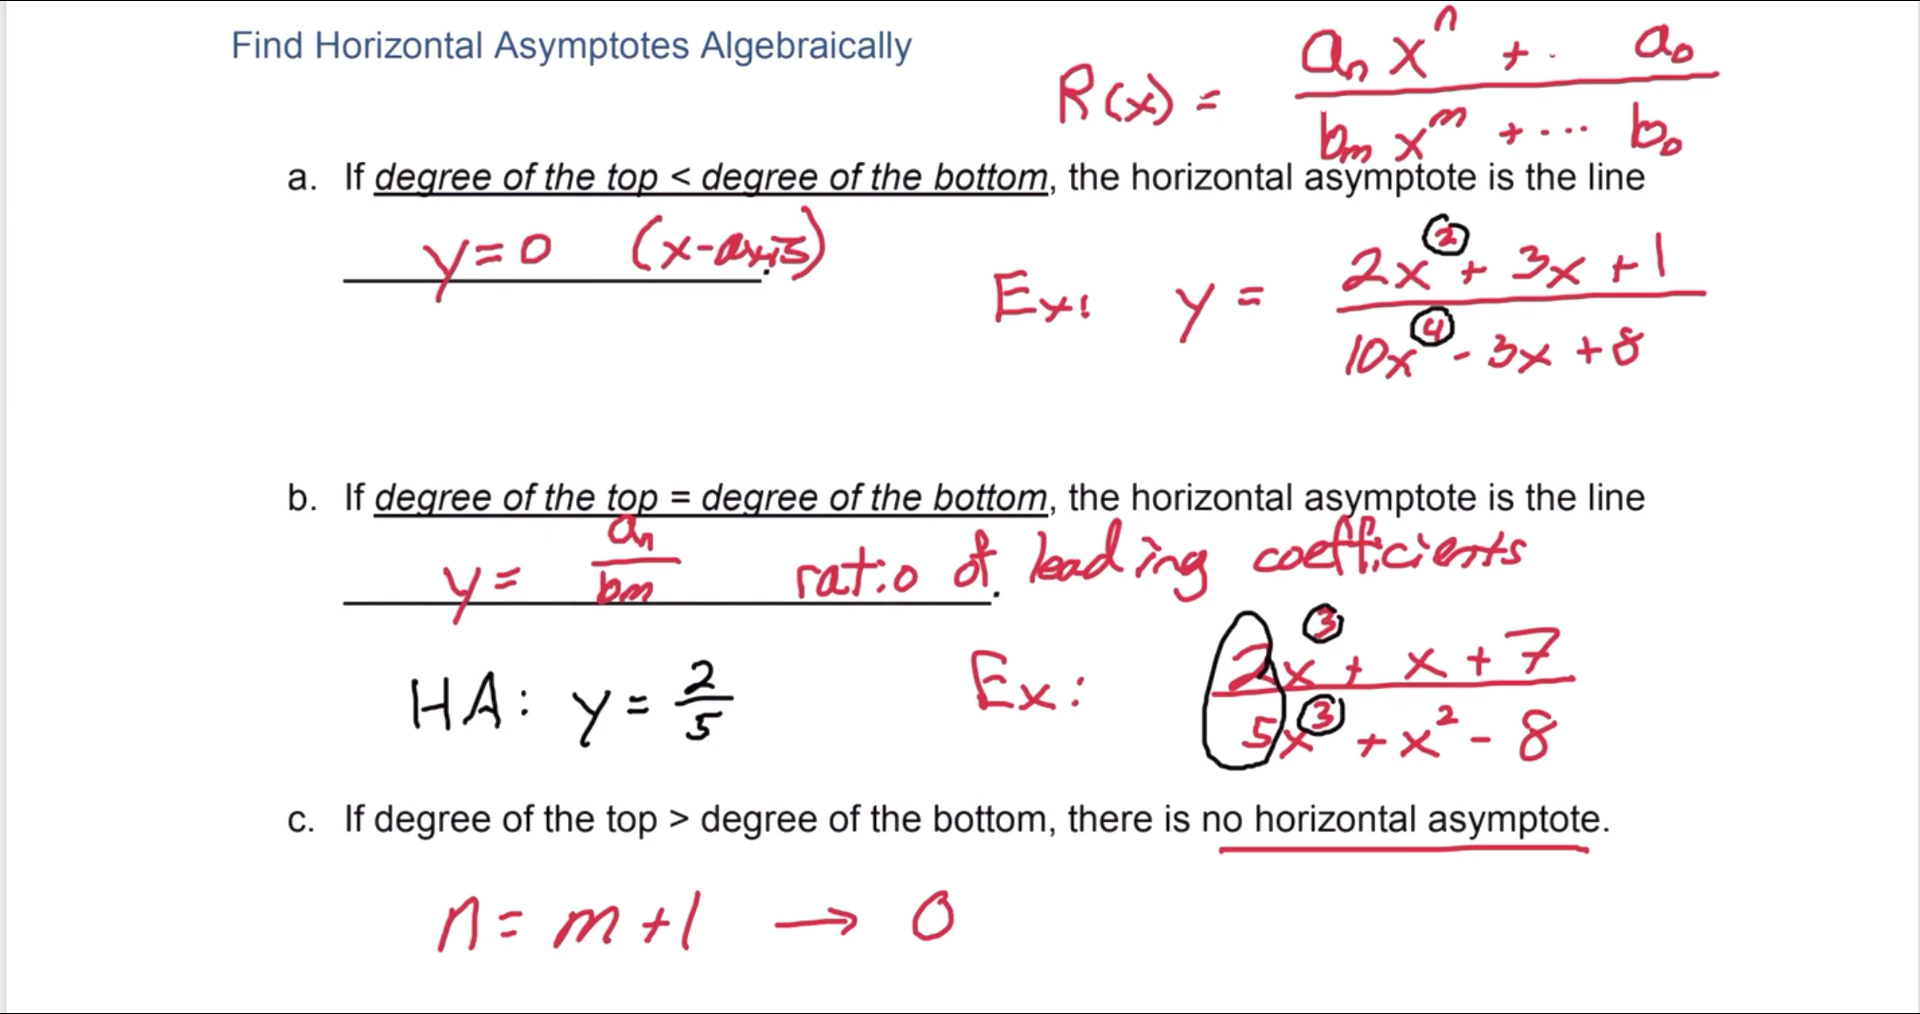 Find Horizontal Asymptotes Algebraically
R(x) = (aₙxⁿ + ·· a₀)/(bₘxᵐ + ··· b₀)
a. If degree of the top < degree of the bottom, the horizontal asymptote is the line
y = 0 (x-axis).
Ex: y = (2x² + 3x + 1)/(10x⁴ - 3x + 8)
b. If degree of the top = degree of the bottom, the horizontal asymptote is the line
y = aₙ/bₘ ratio of leading coefficients.
HA: y = 2/5
Ex: (2x³ + x + 7)/(5x³ + x² - 8)
c. If degree of the top > degree of the bottom, there is no horizontal asymptote.
n = m + 1 → 0